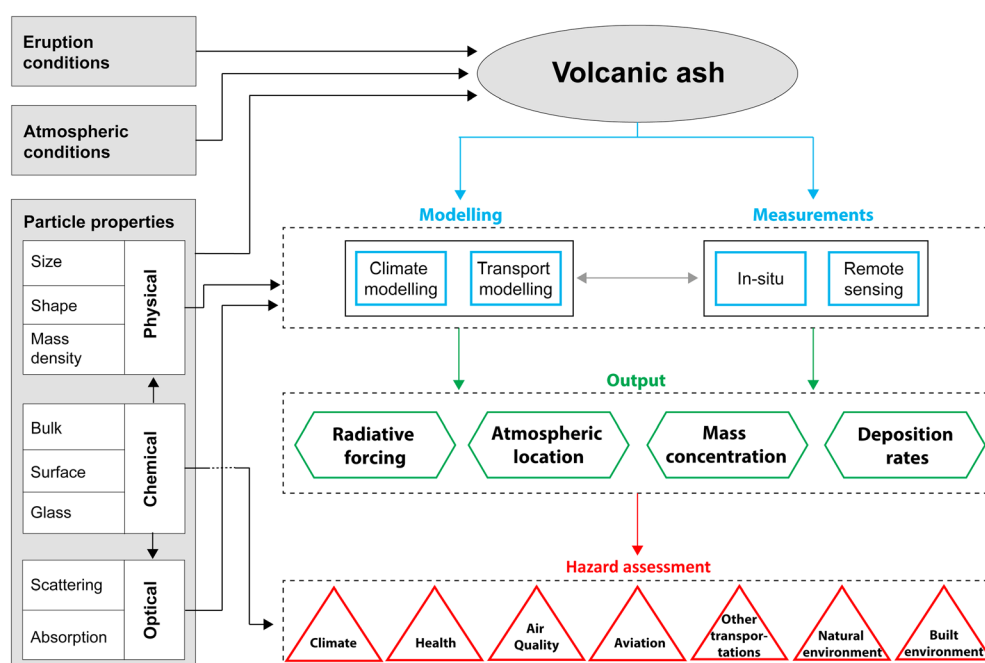 Eruption
conditions
Volcanic ash
Atmospheric
conditions
Particle properties
Size
Shape
Mass
density
Physical
Bulk
Surface
Glass
Chemical
Scattering
Absorption
Optical
Modelling
Measurements
Climate
modelling
Transport
modelling
In-situ
Remote
sensing
Output
Radiative
forcing
Atmospheric
location
Mass
concentration
Deposition
rates
Hazard assessment
Climate
Health
Air
Quality
Aviation
Other
transpor-
tations
Natural
environment
Built
environment